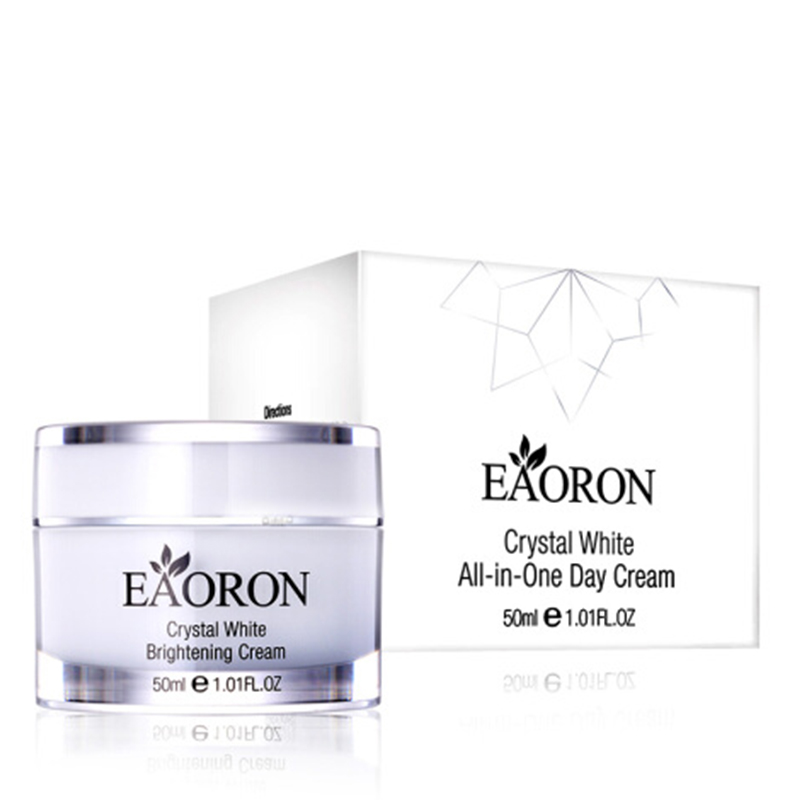 Directions
EAORON
Crystal White
All-in-One Day Cream
50ml e 1.01FL.OZ
EAORON
Crystal White
Brightening Cream
50ml e 1.01FL.OZ